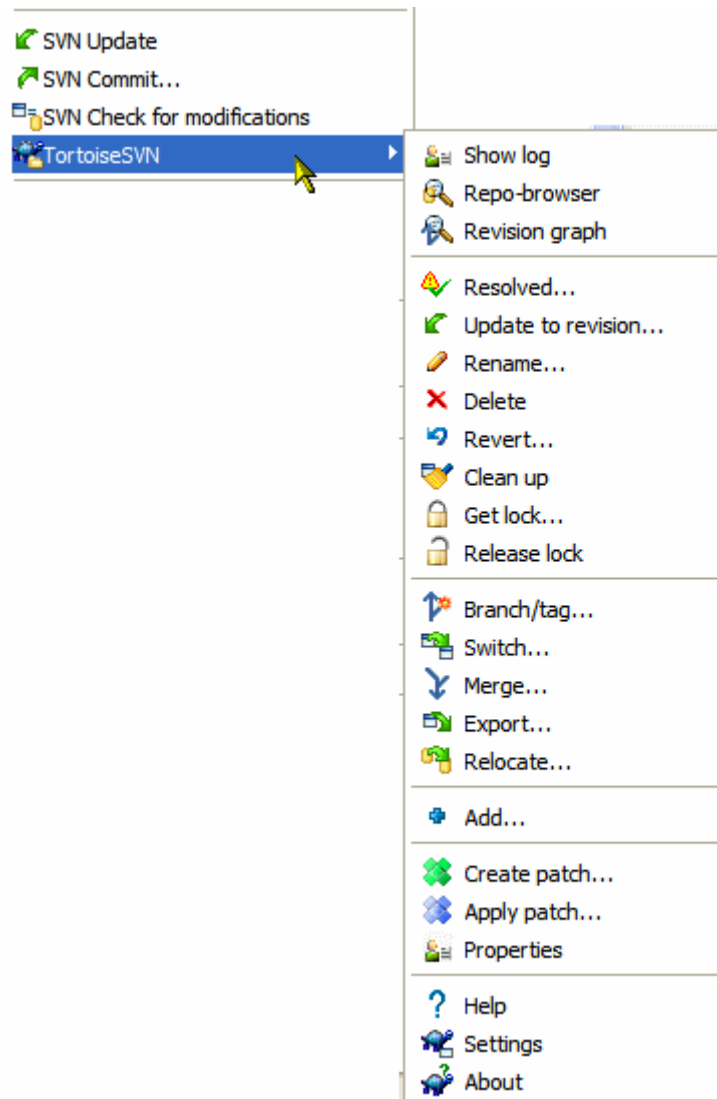 SVN Update
SVN Commit...
SVN Check for modifications
TortoiseSVN
Show log
Repo-browser
Revision graph
Resolved...
Update to revision...
Rename...
Delete
Revert...
Clean up
Get lock...
Release lock
Branch/tag...
Switch...
Merge...
Export...
Relocate...
Add...
Create patch...
Apply patch...
Properties
Help
Settings
About